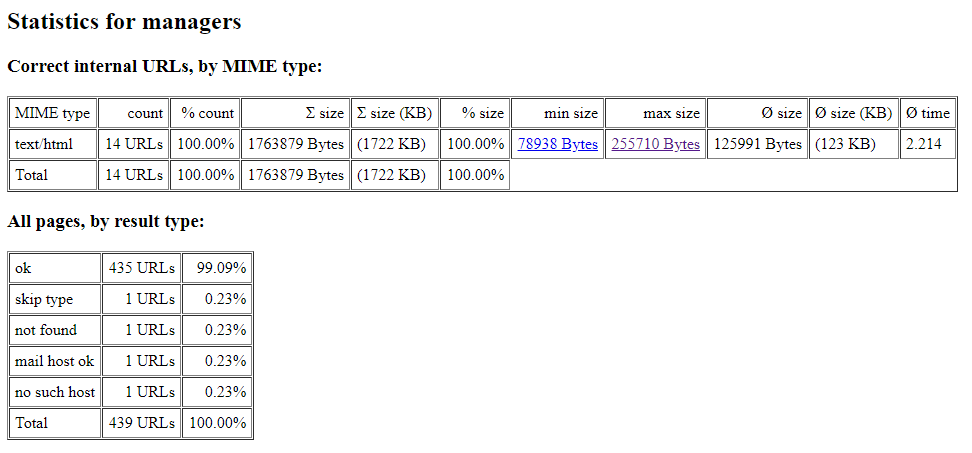 Statistics for managers
Correct internal URLs, by MIME type:
MIME type count % count Σ size Σ size (KB) % size min size max size Ø size Ø size (KB) Ø time
text/html 14 URLs 100.00% 1763879 Bytes (1722 KB) 100.00% 78938 Bytes 255710 Bytes 125991 Bytes (123 KB) 2.214
Total 14 URLs 100.00% 1763879 Bytes (1722 KB) 100.00%
All pages, by result type:
ok 435 URLs 99.09%
skip type 1 URLs 0.23%
not found 1 URLs 0.23%
mail host ok 1 URLs 0.23%
no such host 1 URLs 0.23%
Total 439 URLs 100.00%